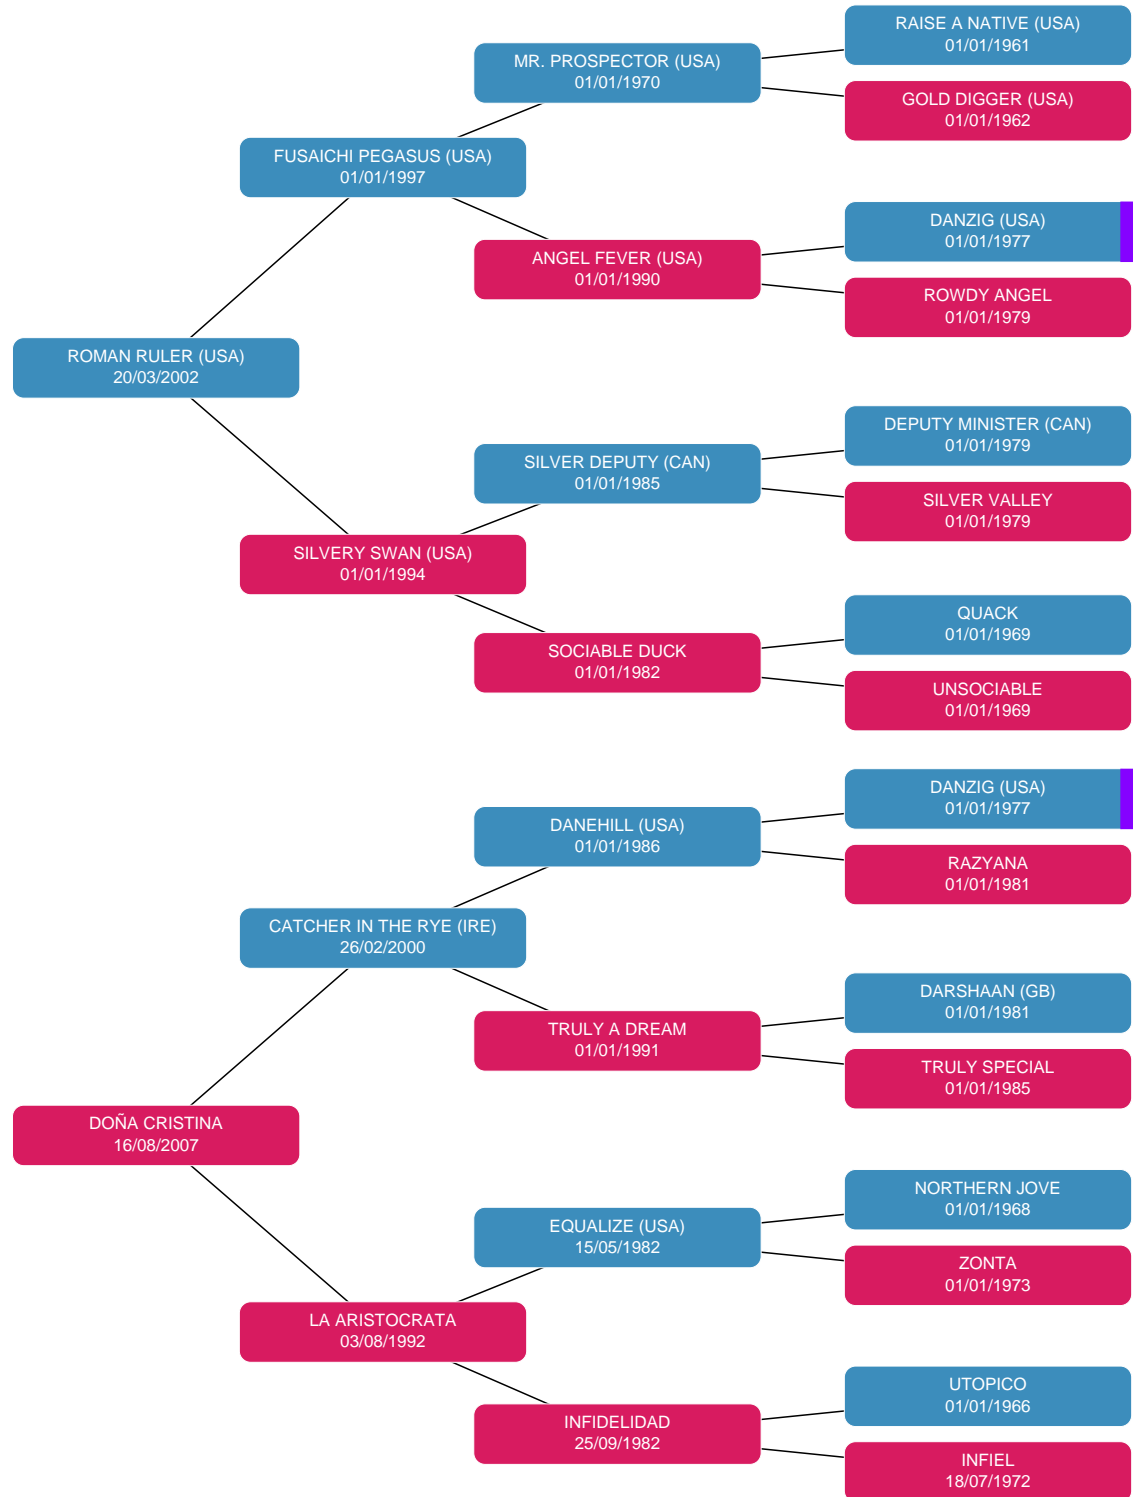 RAISE A NATIVE (USA)
01/01/1961
MR. PROSPECTOR (USA)
01/01/1970
GOLD DIGGER (USA)
01/01/1962
FUSAICHI PEGASUS (USA)
01/01/1997
DANZIG (USA)
01/01/1977
ANGEL FEVER (USA)
01/01/1990
ROWDY ANGEL
01/01/1979
ROMAN RULER (USA)
20/03/2002
DEPUTY MINISTER (CAN)
01/01/1979
SILVER DEPUTY (CAN)
01/01/1985
SILVER VALLEY
01/01/1979
SILVERY SWAN (USA)
01/01/1994
QUACK
01/01/1969
SOCIABLE DUCK
01/01/1982
UNSOCIABLE
01/01/1969
DANZIG (USA)
01/01/1977
DANEHILL (USA)
01/01/1986
RAZYANA
01/01/1981
CATCHER IN THE RYE (IRE)
26/02/2000
DARSHAAN (GB)
01/01/1981
TRULY A DREAM
01/01/1991
TRULY SPECIAL
01/01/1985
DOÑA CRISTINA
16/08/2007
NORTHERN JOVE
01/01/1968
EQUALIZE (USA)
15/05/1982
ZONTA
01/01/1973
LA ARISTOCRATA
03/08/1992
UTOPICO
01/01/1966
INFIDELIDAD
25/09/1982
INFIEL
18/07/1972